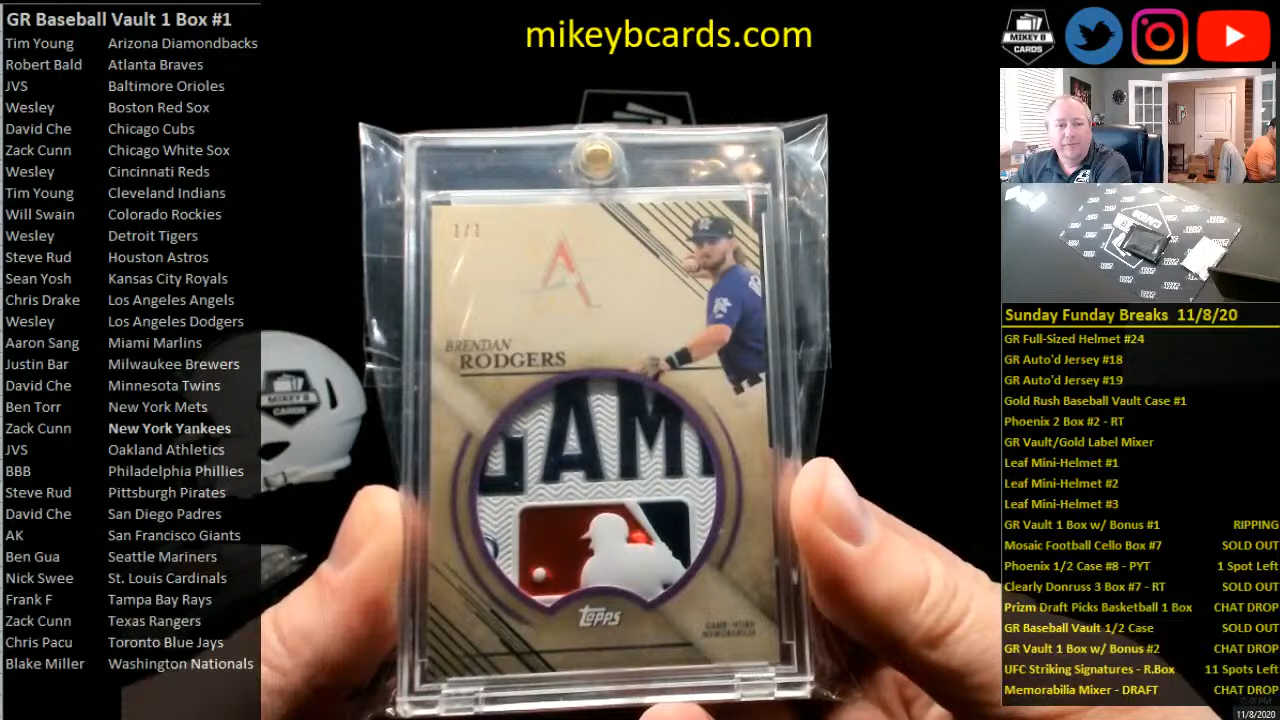 GR Baseball Vault 1 Box #1
Tim Young Arizona Diamondbacks
Robert Bald Atlanta Braves
JVS Baltimore Orioles
Wesley Boston Red Sox
David Che Chicago Cubs
Zack Cunn Chicago White Sox
Wesley Cincinnati Reds
Tim Young Cleveland Indians
Will Swain Colorado Rockies
Wesley Detroit Tigers
Steve Rud Houston Astros
Sean Yosh Kansas City Royals
Chris Drake Los Angeles Angels
Wesley Los Angeles Dodgers
Aaron Sang Miami Marlins
Justin Bar Milwaukee Brewers
David Che Minnesota Twins
Ben Torr New York Mets
Zack Cunn New York Yankees
JVS Oakland Athletics
BBB Philadelphia Phillies
Steve Rud Pittsburgh Pirates
David Che San Diego Padres
AK San Francisco Giants
Ben Gua Seattle Mariners
Nick Swee St. Louis Cardinals
Frank F Tampa Bay Rays
Zack Cunn Texas Rangers
Chris Pacu Toronto Blue Jays
Blake Miller Washington Nationals
mikeybcards.com
1/1
BRENDAN
RODGERS
GAM
Topps
GAME-WORN
MEMORABILIA
MIKEY B
CARDS
MIKEY B
CARDS
Sunday Funday Breaks 11/8/20
GR Full-Sized Helmet #24
GR Auto'd Jersey #18
GR Auto'd Jersey #19
Gold Rush Baseball Vault Case #1
Phoenix 2 Box #2 - RT
GR Vault/Gold Label Mixer
Leaf Mini-Helmet #1
Leaf Mini-Helmet #2
Leaf Mini-Helmet #3
GR Vault 1 Box w/ Bonus #1 RIPPING
Mosaic Football Cello Box #7 SOLD OUT
Phoenix 1/2 Case #8 - PYT 1 Spot Left
Clearly Donruss 3 Box #7 - RT SOLD OUT
Prizm Draft Picks Basketball 1 Box CHAT DROP
GR Baseball Vault 1/2 Case SOLD OUT
GR Vault 1 Box w/ Bonus #2 CHAT DROP
UFC Striking Signatures - R.Box 11 Spots Left
Memorabilia Mixer - DRAFT CHAT DROP
11/8/2020